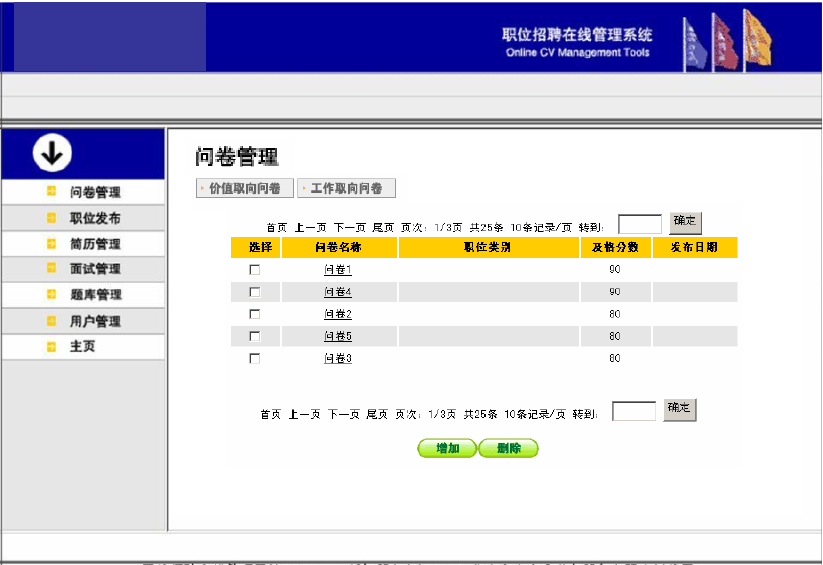 职位招聘在线管理系统
Online CV Management Tools
问卷管理
职位发布
简历管理
面试管理
题库管理
用户管理
主页
问卷管理
价值取向问卷 工作取向问卷
首页 上一页 下一页 尾页 页次：1/3页 共25条 10条记录/页 转到： 确定
选择 问卷名称 职位类别 及格分数 发布日期
问卷1 90
问卷4 90
问卷2 80
问卷5 80
问卷3 80
首页 上一页 下一页 尾页 页次：1/3页 共25条 10条记录/页 转到： 确定
增加 删除